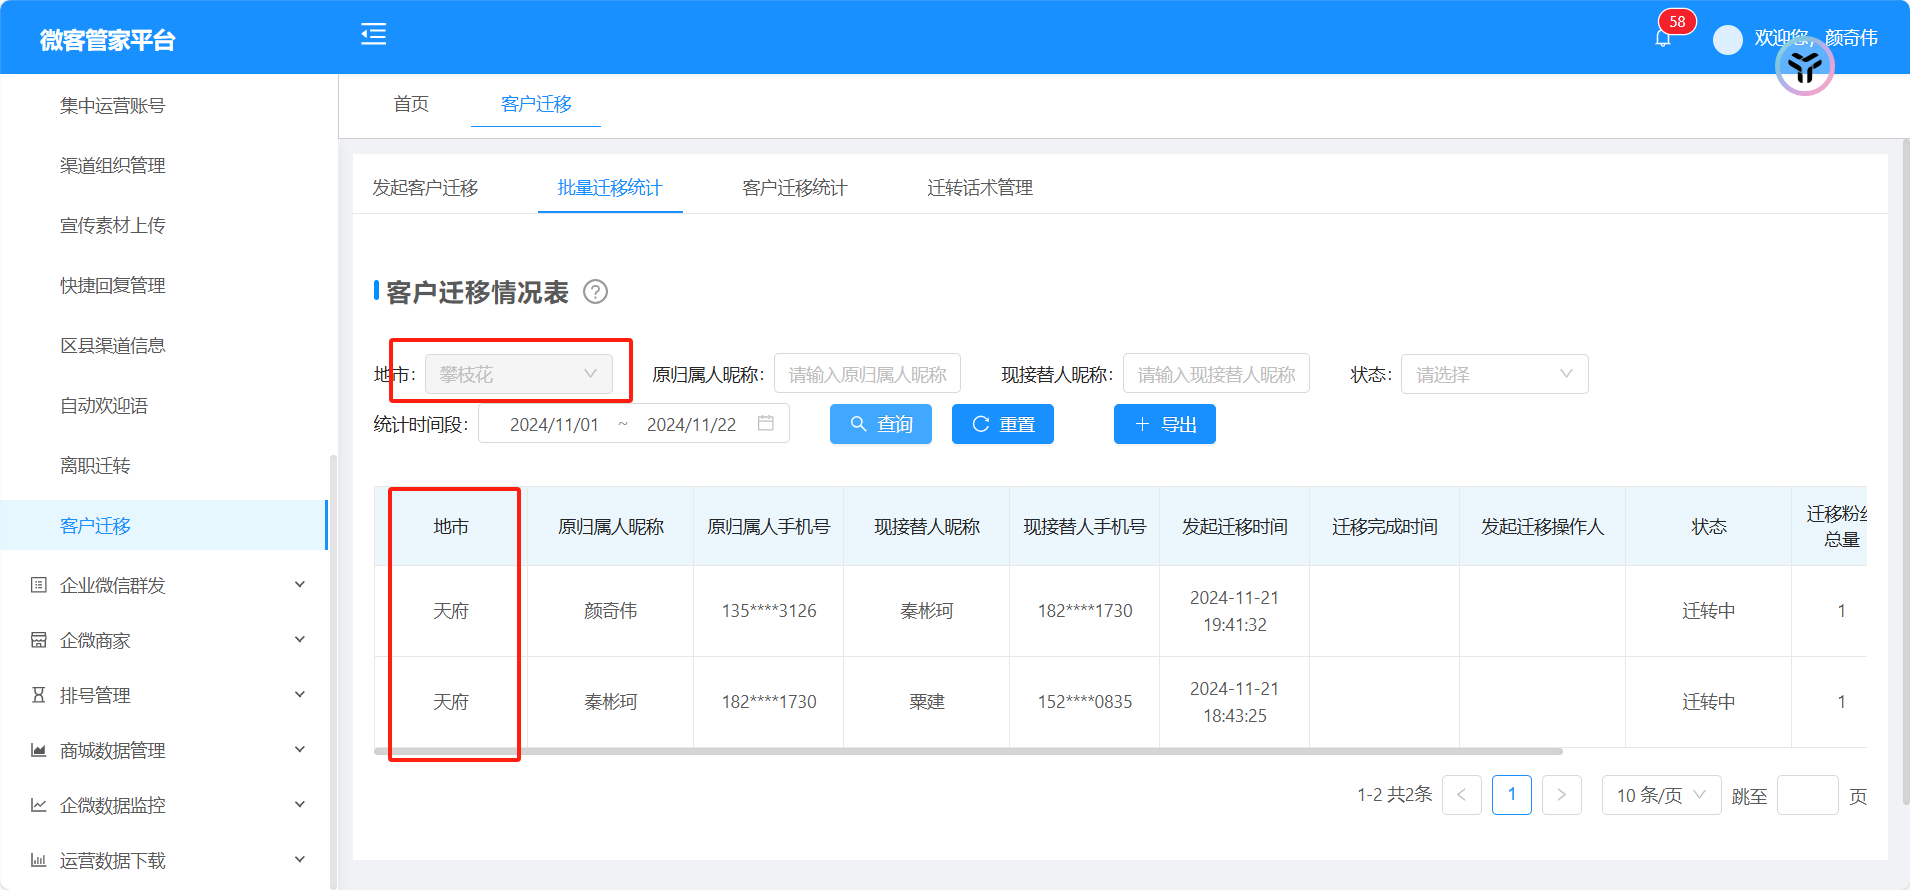 微客管家平台
58
欢迎您，颜奇伟
集中运营账号
渠道组织管理
宣传素材上传
快捷回复管理
区县渠道信息
自动欢迎语
离职迁转
客户迁移
企业微信群发
企微商家
排号管理
商城数据管理
企微数据监控
运营数据下载
首页 客户迁移
发起客户迁移 批量迁移统计 客户迁移统计 迁转话术管理
客户迁移情况表 ?
地市: 攀枝花 原归属人昵称: 请输入原归属人昵称 现接替人昵称: 请输入现接替人昵称 状态: 请选择
统计时间段: 2024/11/01 ~ 2024/11/22 查询 重置 导出
地市 原归属人昵称 原归属人手机号 现接替人昵称 现接替人手机号 发起迁移时间 迁移完成时间 发起迁移操作人 状态 迁移粉丝
总量
天府 颜奇伟 135****3126 秦彬珂 182****1730 2024-11-21
19:41:32 迁转中 1
天府 秦彬珂 182****1730 粟建 152****0835 2024-11-21
18:43:25 迁转中 1
1-2 共2条 < 1 > 10 条/页 跳至 页